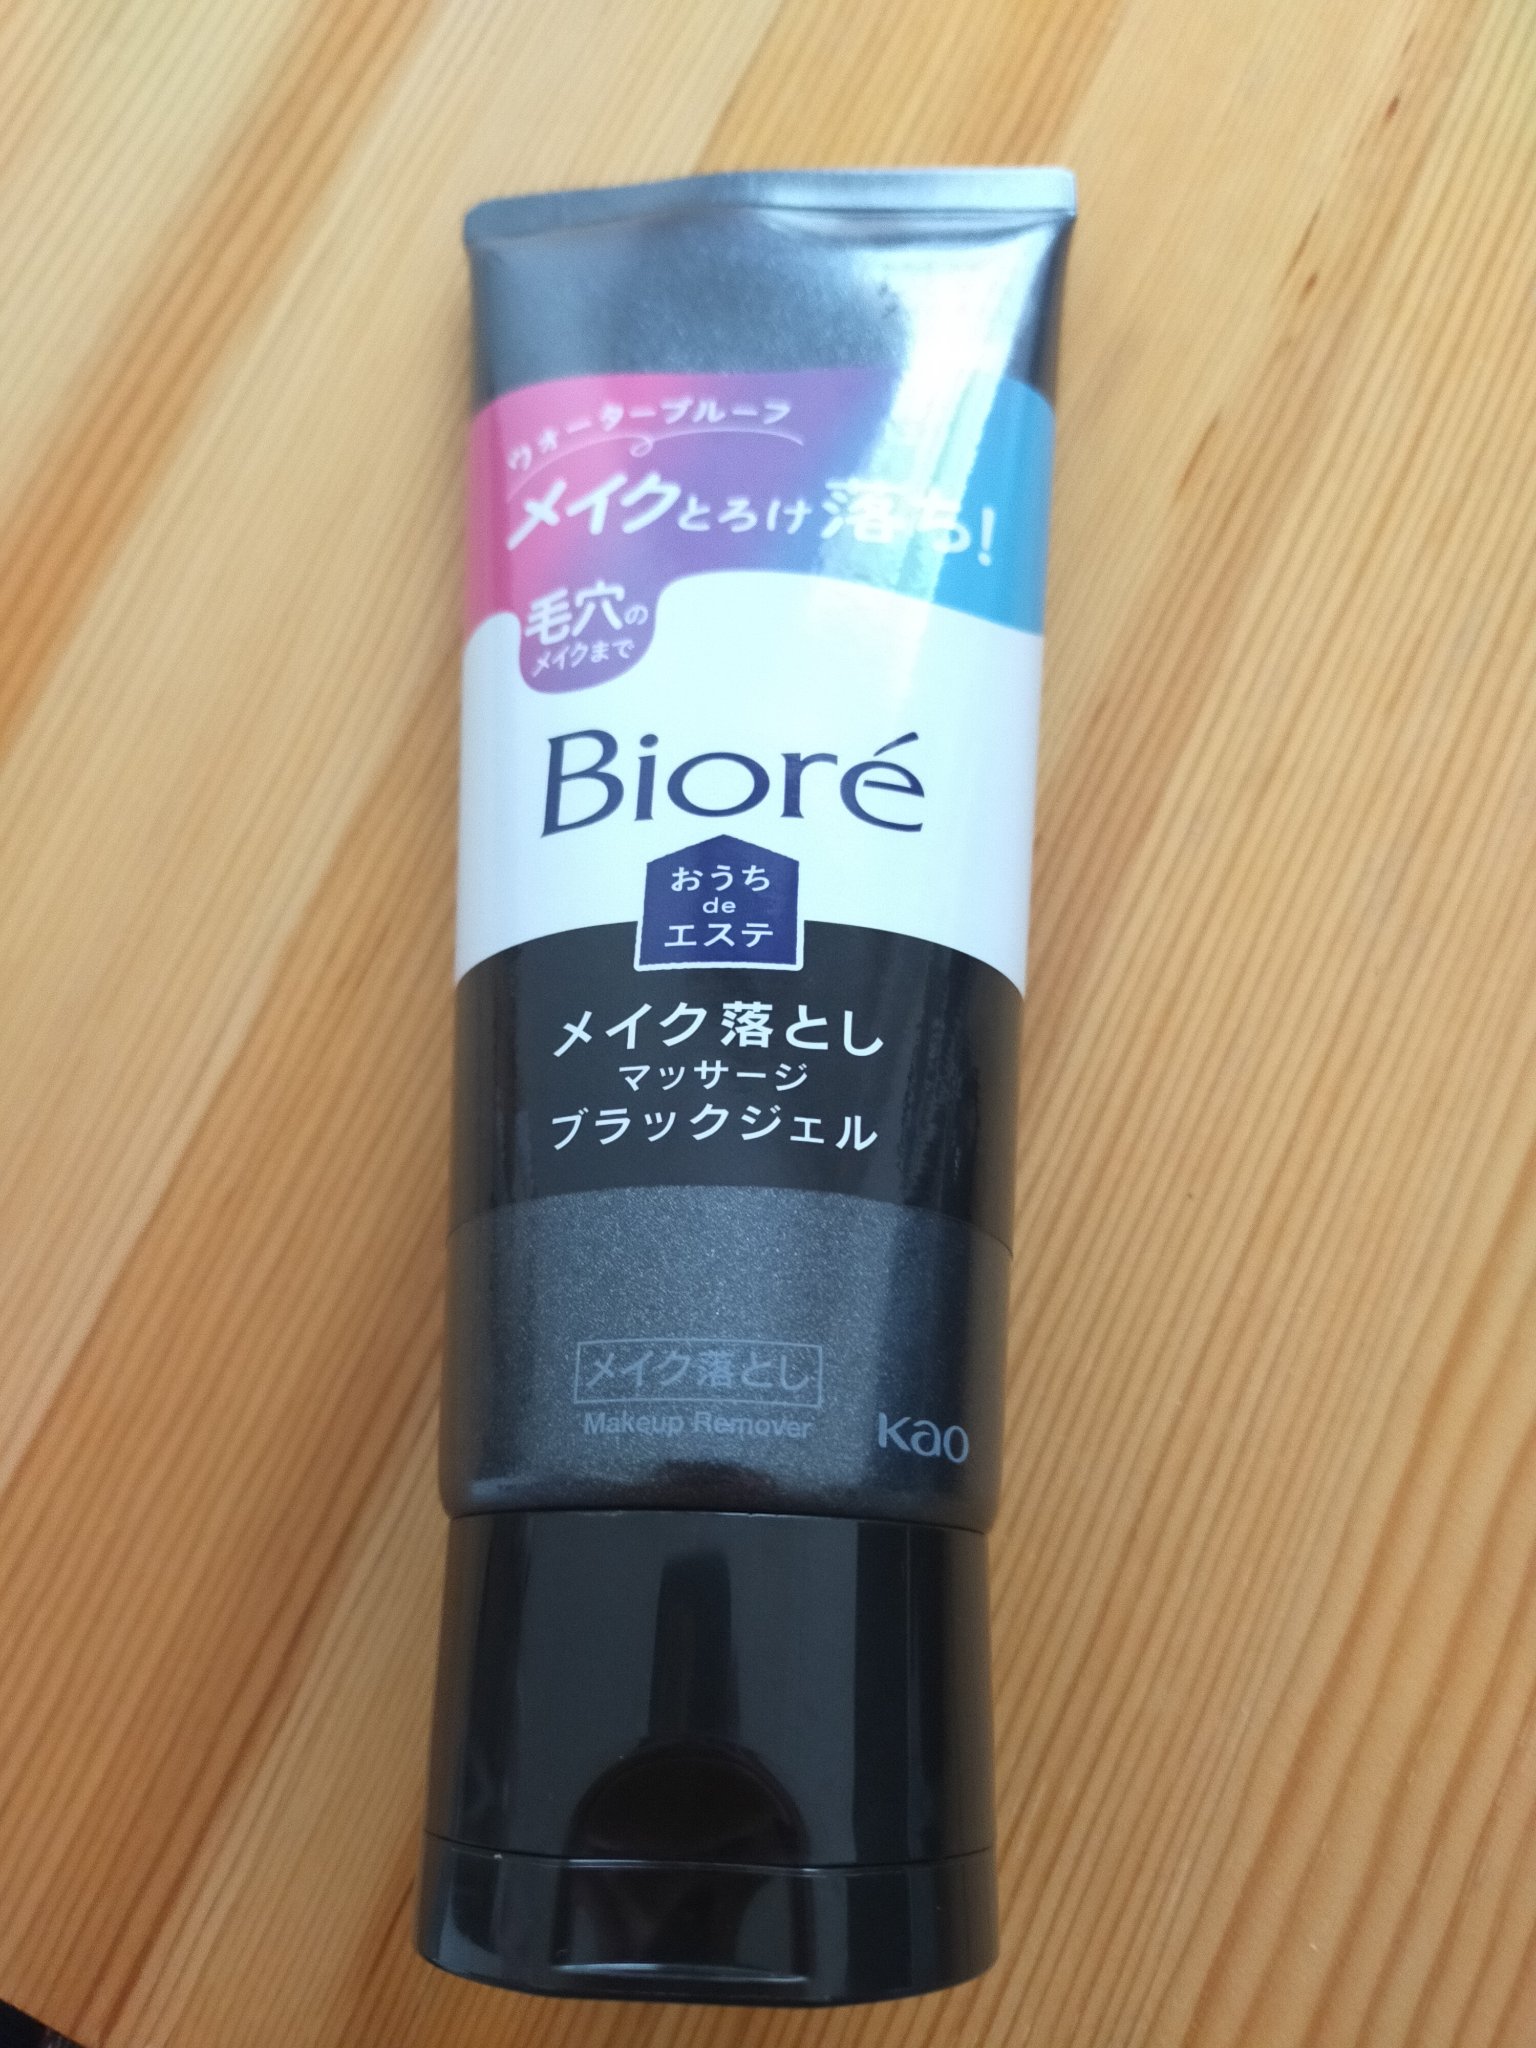 ウォータープルーフ
メイクとろけ落ち!
毛穴の
メイクまで
Bioré
おうち
de
エステ
メイク落とし
マッサージ
ブラックジェル
メイク落とし
Makeup Remover
Kao